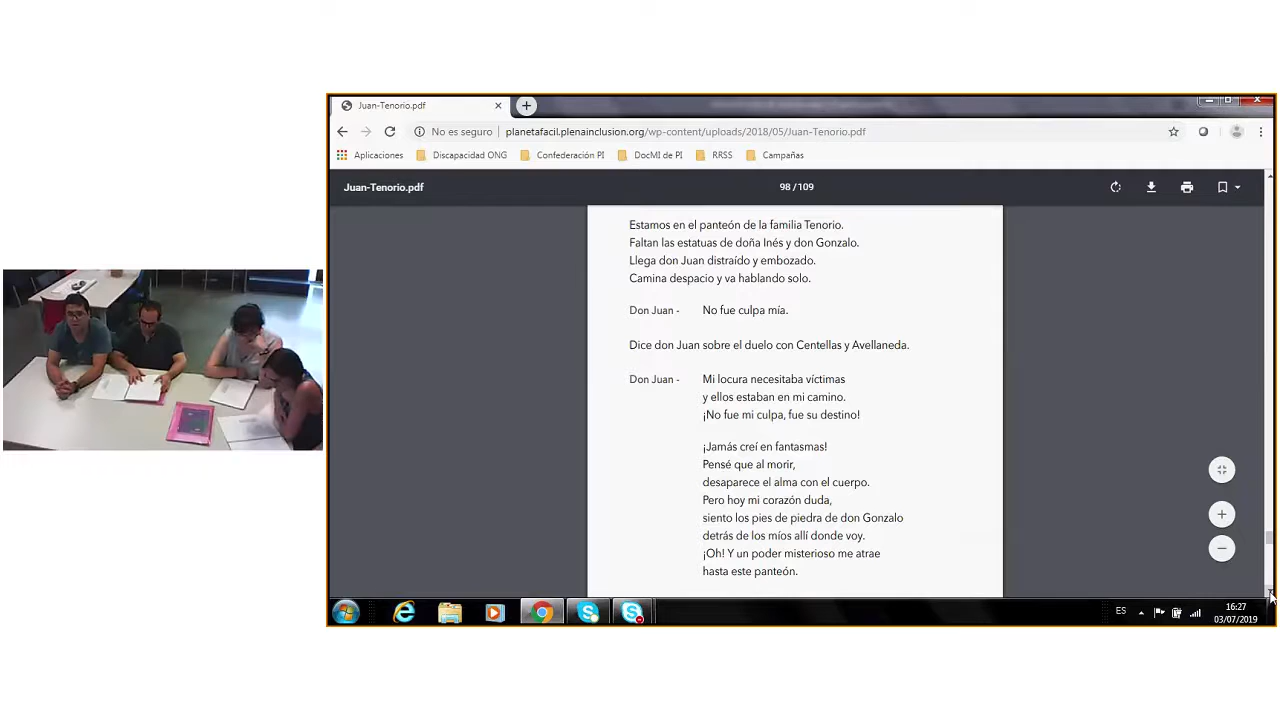 Juan-Tenorio.pdf
No es seguro planetafacil.plenainclusion.org/wp-content/uploads/2018/05/Juan-Tenorio.pdf
Aplicaciones Discapacidad ONG Confederación PI DocMI de PI RRSS Campañas
Juan-Tenorio.pdf 98 / 109
Estamos en el panteón de la familia Tenorio.
Faltan las estatuas de doña Inés y don Gonzalo.
Llega don Juan distraído y embozado.
Camina despacio y va hablando solo.
Don Juan - No fue culpa mía.
Dice don Juan sobre el duelo con Centellas y Avellaneda.
Don Juan - Mi locura necesitaba víctimas
y ellos estaban en mi camino.
¡No fue mi culpa, fue su destino!
¡Jamás creí en fantasmas!
Pensé que al morir,
desaparece el alma con el cuerpo.
Pero hoy mi corazón duda,
siento los pies de piedra de don Gonzalo
detrás de los míos allí donde voy.
¡Oh! Y un poder misterioso me atrae
hasta este panteón.
ES 16:27
03/07/2019